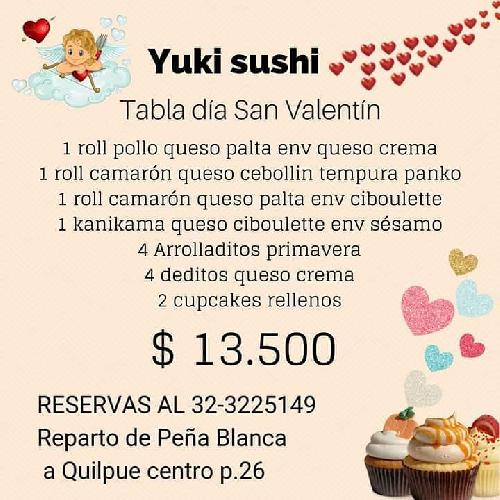 Yuki sushi
Tabla día San Valentín
1 roll pollo queso palta env queso crema
1 roll camarón queso cebollin tempura panko
1 roll camarón queso palta env ciboulette
1 kanikama queso ciboulette env sésamo
4 Arrolladitos primavera
4 deditos queso crema
2 cupcakes rellenos
$ 13.500
RESERVAS AL 32-3225149
Reparto de Peña Blanca
a Quilpue centro p.26